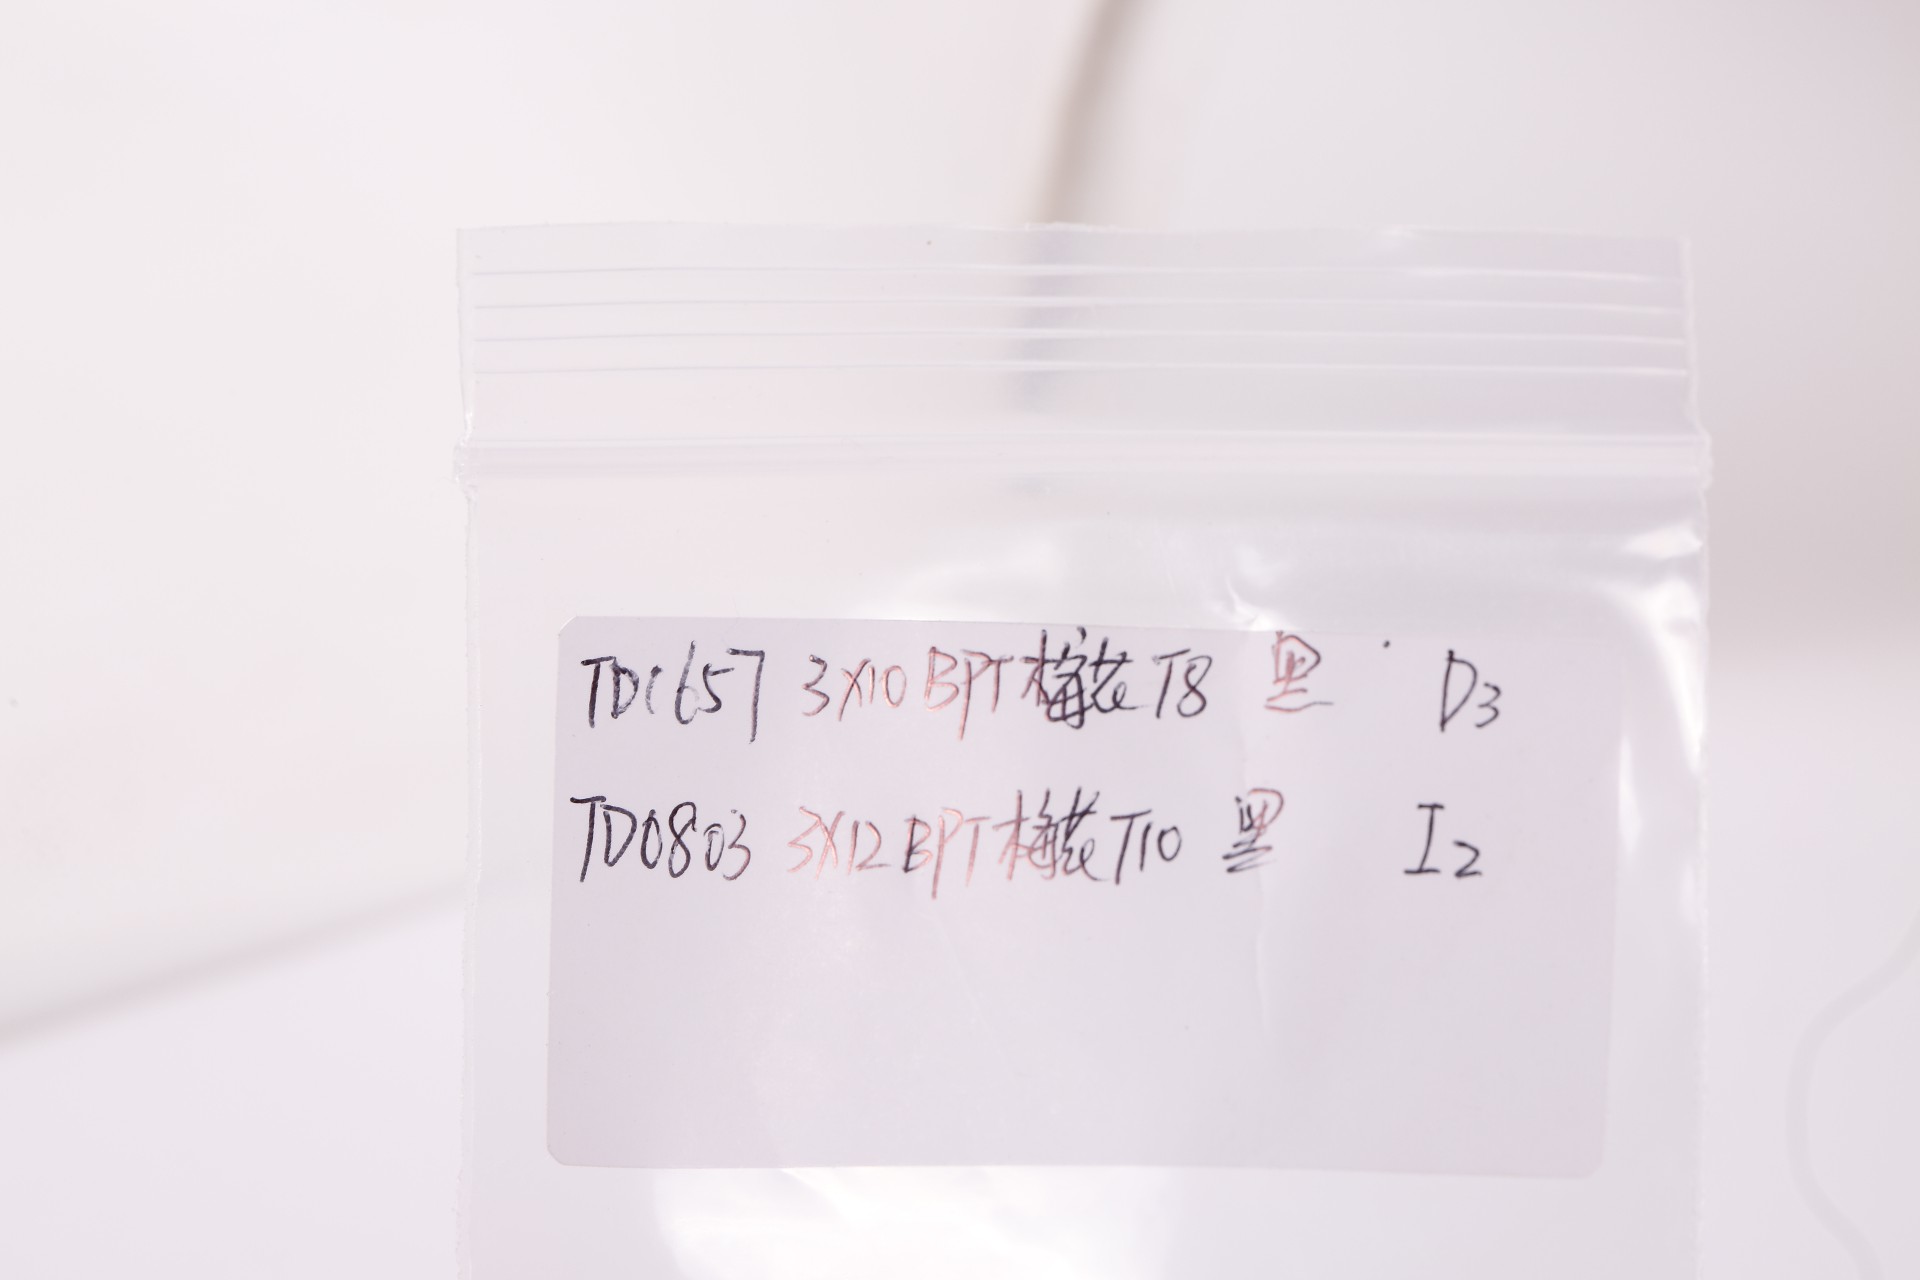 TD1657 3X10 BPT 梅花 T8 黑 D3
TD0803 3X12 BPT 梅花 T10 黑 I2